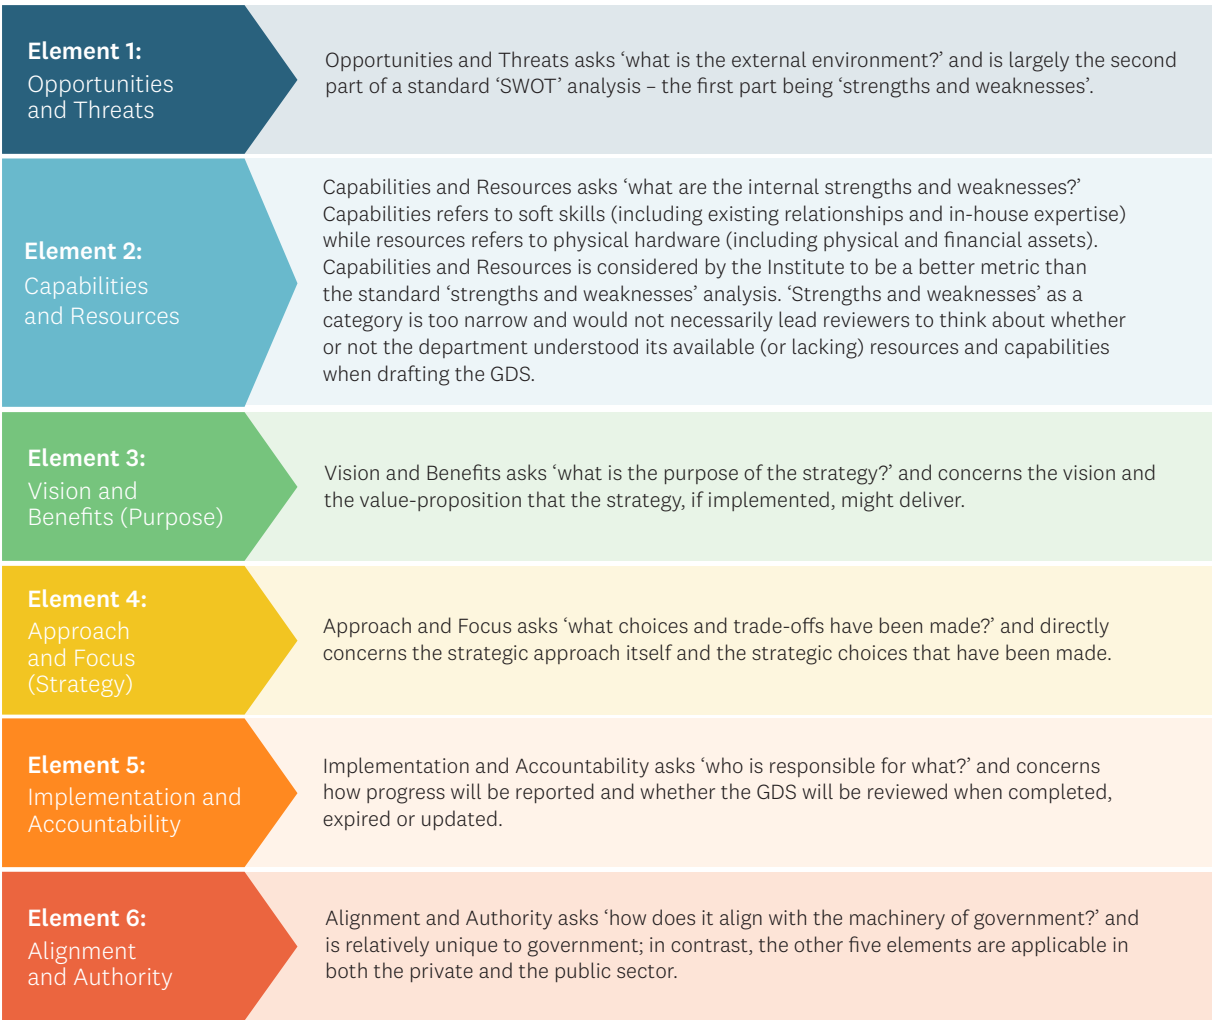 Element 1:
Opportunities
and Threats
Opportunities and Threats asks ‘what is the external environment?’ and is largely the second
part of a standard ‘SWOT’ analysis – the first part being ‘strengths and weaknesses’.
Element 2:
Capabilities
and Resources
Capabilities and Resources asks ‘what are the internal strengths and weaknesses?’
Capabilities refers to soft skills (including existing relationships and in-house expertise)
while resources refers to physical hardware (including physical and financial assets).
Capabilities and Resources is considered by the Institute to be a better metric than
the standard ‘strengths and weaknesses’ analysis. ‘Strengths and weaknesses’ as a
category is too narrow and would not necessarily lead reviewers to think about whether
or not the department understood its available (or lacking) resources and capabilities
when drafting the GDS.
Element 3:
Vision and
Benefits (Purpose)
Vision and Benefits asks ‘what is the purpose of the strategy?’ and concerns the vision and
the value-proposition that the strategy, if implemented, might deliver.
Element 4:
Approach
and Focus
(Strategy)
Approach and Focus asks ‘what choices and trade-offs have been made?’ and directly
concerns the strategic approach itself and the strategic choices that have been made.
Element 5:
Implementation and
Accountability
Implementation and Accountability asks ‘who is responsible for what?’ and concerns
how progress will be reported and whether the GDS will be reviewed when completed,
expired or updated.
Element 6:
Alignment
and Authority
Alignment and Authority asks ‘how does it align with the machinery of government?’ and
is relatively unique to government; in contrast, the other five elements are applicable in
both the private and the public sector.